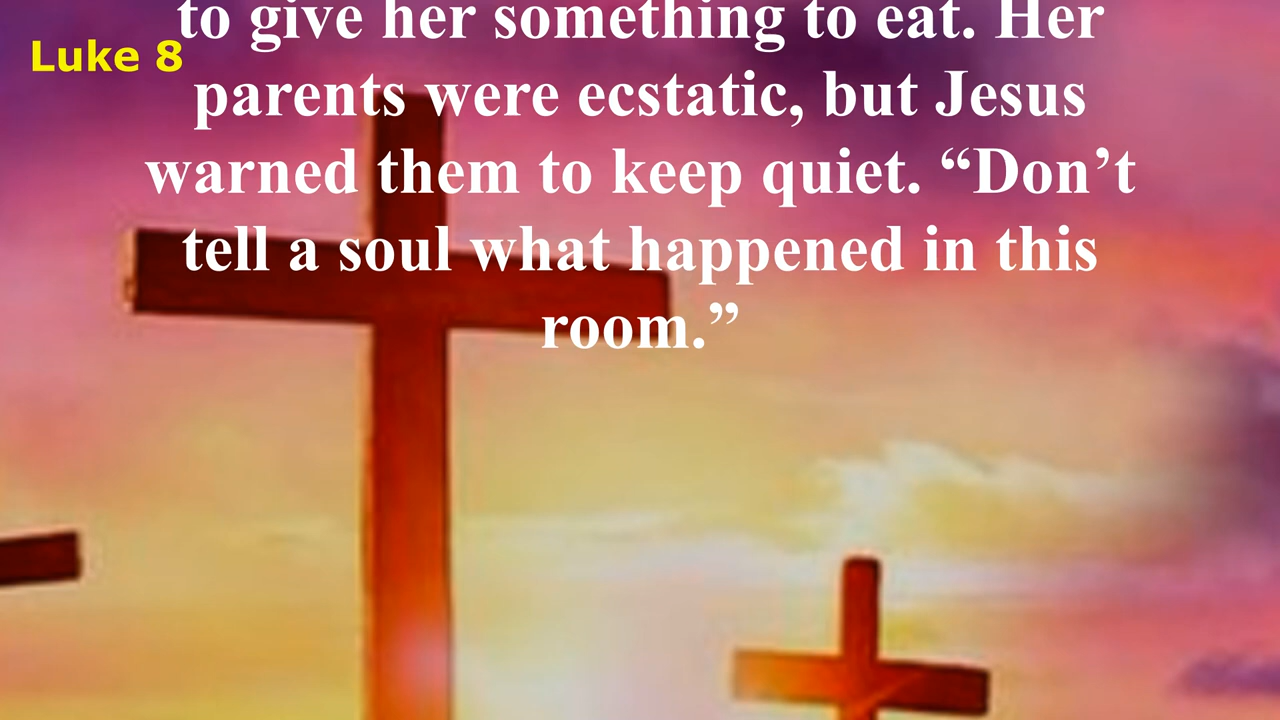 to give her something to eat. Her
Luke 8
parents were ecstatic, but Jesus
warned them to keep quiet. “Don’t
tell a soul what happened in this
room.”